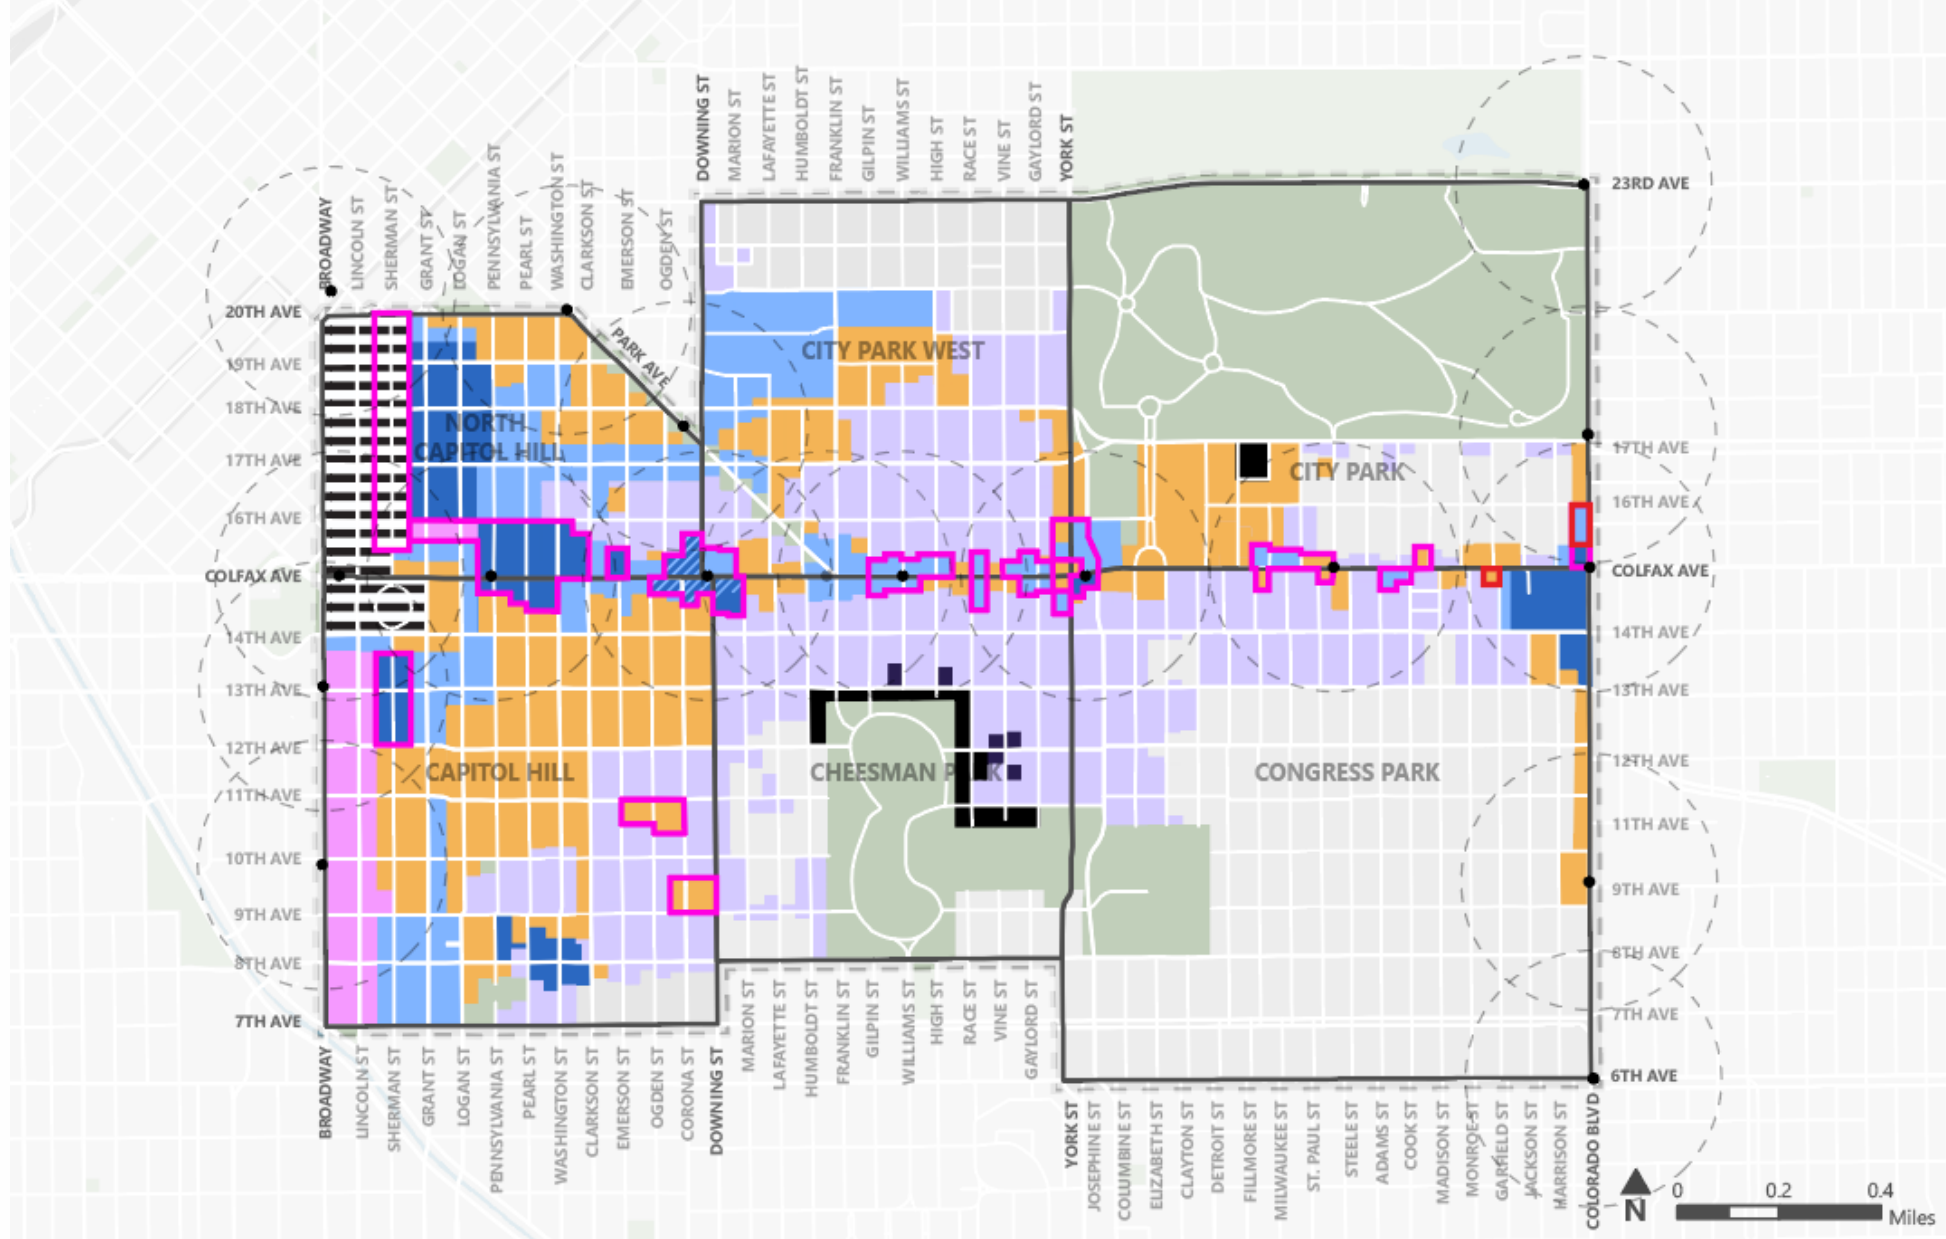 DOWNING ST
MARION ST
LAFAYETTE ST
HUMBOLDT ST
FRANKLIN ST
GILPIN ST
WILLIAMS ST
HIGH ST
RACE ST
VINE ST
GAYLORD ST
YORK ST
BROADWAY
LINCOLN ST
SHERMAN ST
GRANT ST
LOGAN ST
PENNSYLVANIA ST
PEARL ST
WASHINGTON ST
CLARKSON ST
EMERSON ST
OGDEN ST
PARK AVE
20TH AVE
19TH AVE
18TH AVE
17TH AVE
16TH AVE
COLFAX AVE
14TH AVE
13TH AVE
12TH AVE
11TH AVE
10TH AVE
9TH AVE
8TH AVE
7TH AVE
NORTH
CAPITOL HILL
CITY PARK WEST
CITY PARK
CAPITOL HILL
CHEESMAN PARK
CONGRESS PARK
23RD AVE
17TH AVE
16TH AVE
COLFAX AVE
14TH AVE
13TH AVE
12TH AVE
11TH AVE
9TH AVE
8TH AVE
7TH AVE
6TH AVE
BROADWAY
LINCOLN ST
SHERMAN ST
GRANT ST
LOGAN ST
PENNSYLVANIA ST
PEARL ST
WASHINGTON ST
CLARKSON ST
EMERSON ST
OGDEN ST
CORONA ST
DOWNING ST
MARION ST
LAFAYETTE ST
HUMBOLDT ST
FRANKLIN ST
GILPIN ST
WILLIAMS ST
HIGH ST
RACE ST
VINE ST
GAYLORD ST
YORK ST
JOSEPHINE ST
COLUMBINE ST
ELIZABETH ST
CLAYTON ST
DETROIT ST
FILLMORE ST
MILWAUKEE ST
ST. PAUL ST
STEELE ST
ADAMS ST
COOK ST
MADISON ST
MONROE ST
GARFIELD ST
JACKSON ST
HARRISON ST
COLORADO BLVD
N
0 0.2 0.4
Miles